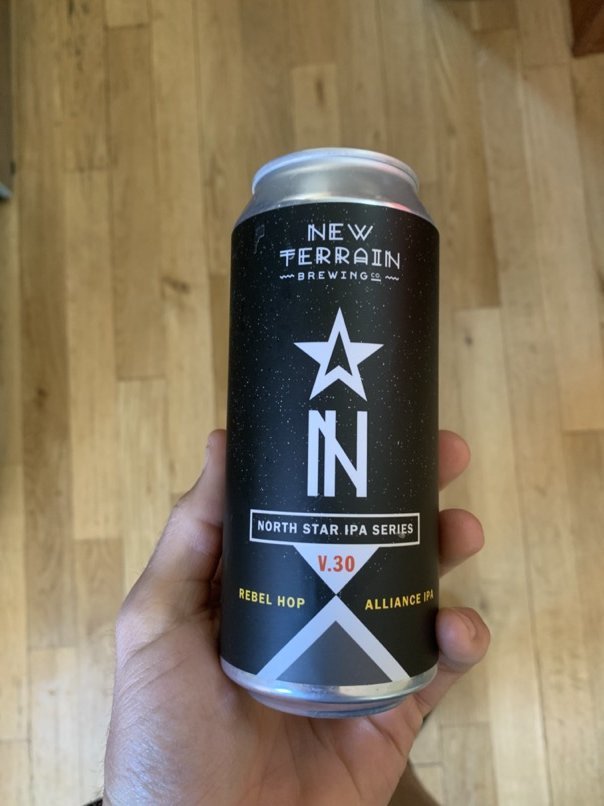 NEW
TERRAIN
BREWING CO.
N
NORTH STAR IPA SERIES
V.30
REBEL HOP ALLIANCE IPA